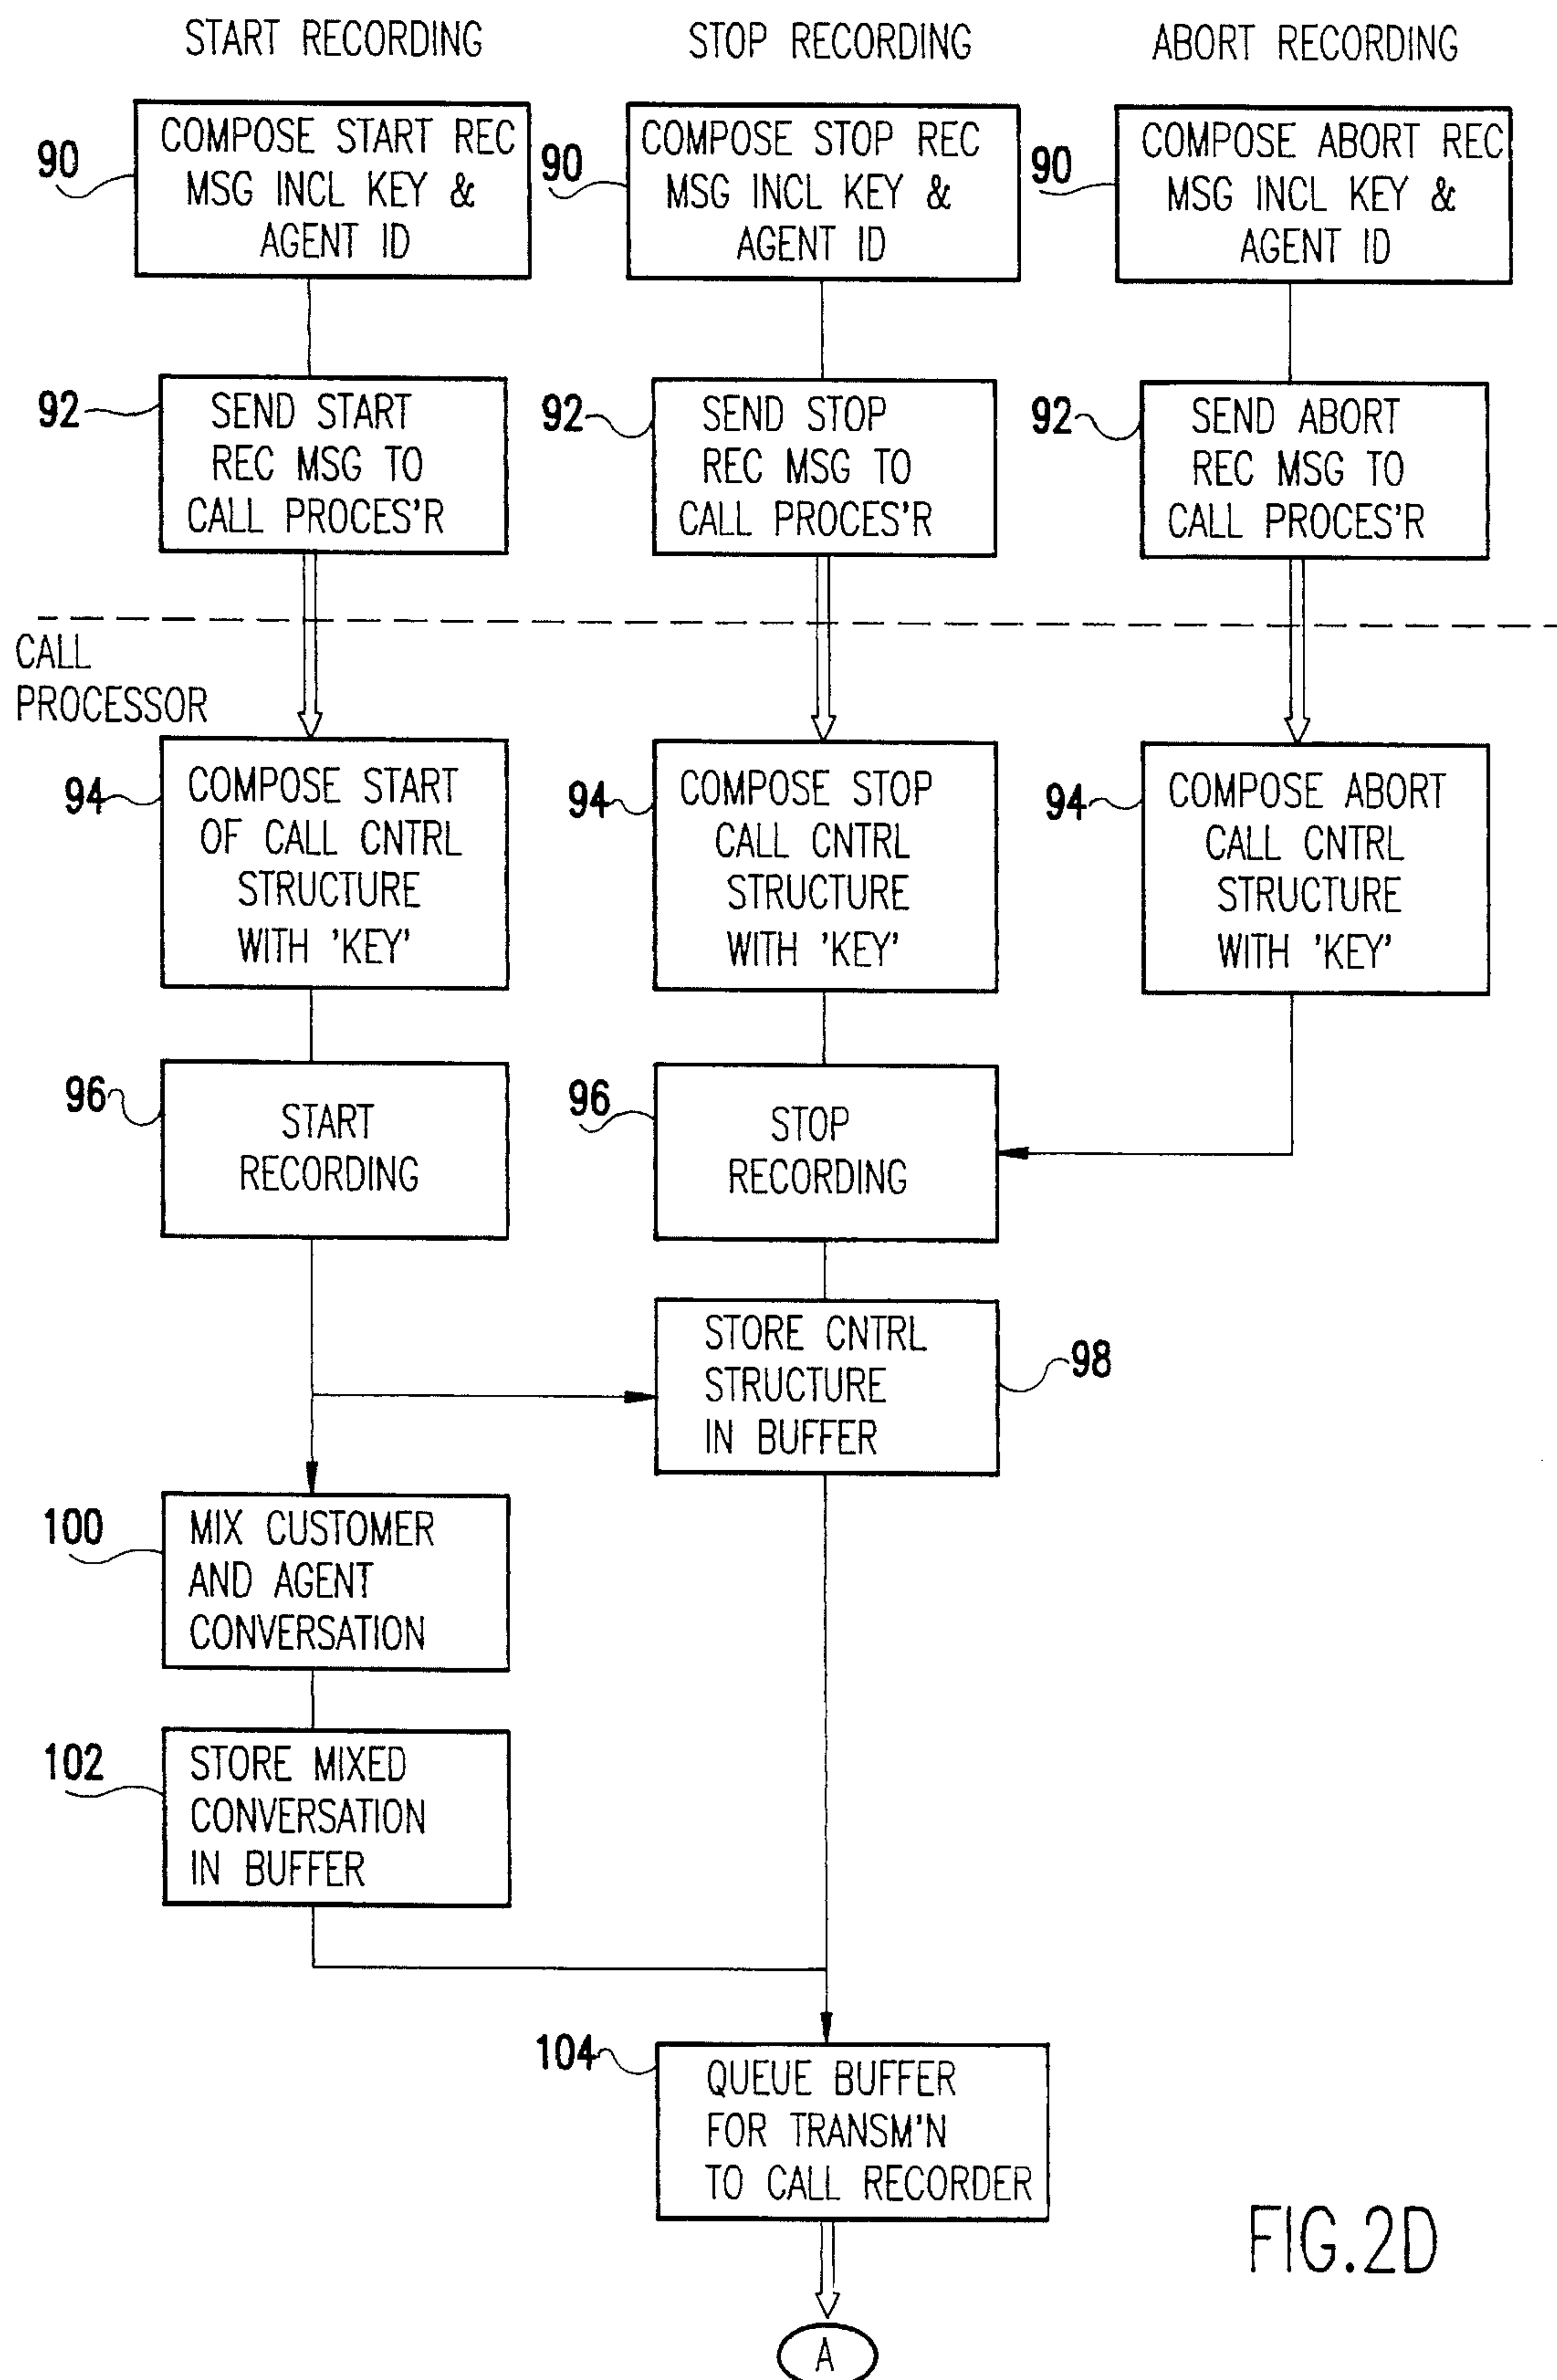 START RECORDING
STOP RECORDING
ABORT RECORDING
90
COMPOSE START REC
MSG INCL KEY &
AGENT ID
90
COMPOSE STOP REC
MSG INCL KEY &
AGENT ID
90
COMPOSE ABORT REC
MSG INCL KEY &
AGENT ID
92
SEND START
REC MSG TO
CALL PROCES'R
92
SEND STOP
REC MSG TO
CALL PROCES'R
92
SEND ABORT
REC MSG TO
CALL PROCES'R
CALL
PROCESSOR
94
COMPOSE START
OF CALL CNTRL
STRUCTURE
WITH 'KEY'
94
COMPOSE STOP
CALL CNTRL
STRUCTURE
WITH 'KEY'
94
COMPOSE ABORT
CALL CNTRL
STRUCTURE
WITH 'KEY'
96
START
RECORDING
96
STOP
RECORDING
STORE CNTRL
STRUCTURE
IN BUFFER
98
100
MIX CUSTOMER
AND AGENT
CONVERSATION
102
STORE MIXED
CONVERSATION
IN BUFFER
104
QUEUE BUFFER
FOR TRANSM'N
TO CALL RECORDER
FIG.2D
A